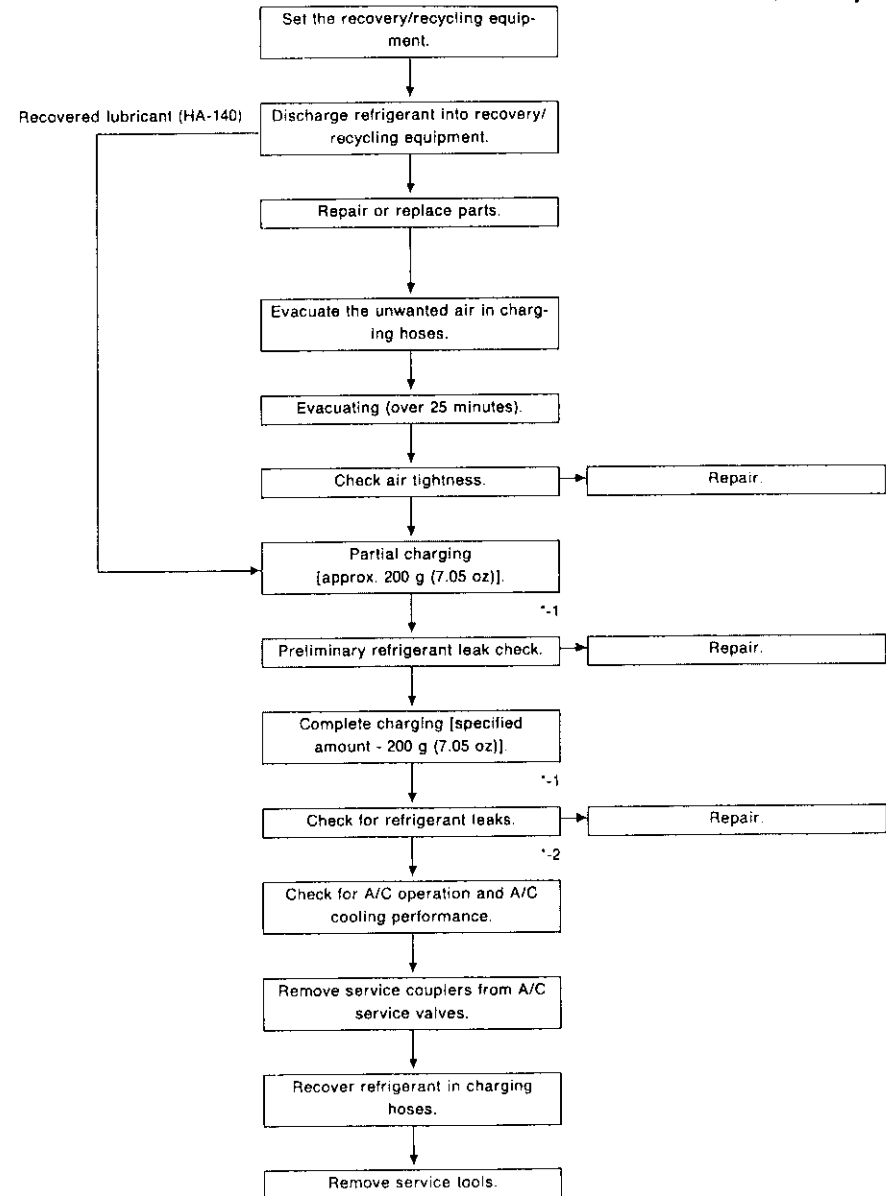 Set the recovery/recycling equip-
ment.
Recovered lubricant (HA-140)
Discharge refrigerant into recovery/
recycling equipment.
Repair or replace parts.
Evacuate the unwanted air in charg-
ing hoses.
Evacuating (over 25 minutes).
Check air tightness.
Repair.
Partial charging
[approx. 200 g (7.05 oz)].
*-1
Preliminary refrigerant leak check.
Repair.
Complete charging [specified
amount - 200 g (7.05 oz)].
*-1
Check for refrigerant leaks.
Repair.
*-2
Check for A/C operation and A/C
cooling performance.
Remove service couplers from A/C
service valves.
Recover refrigerant in charging
hoses.
Remove service tools.